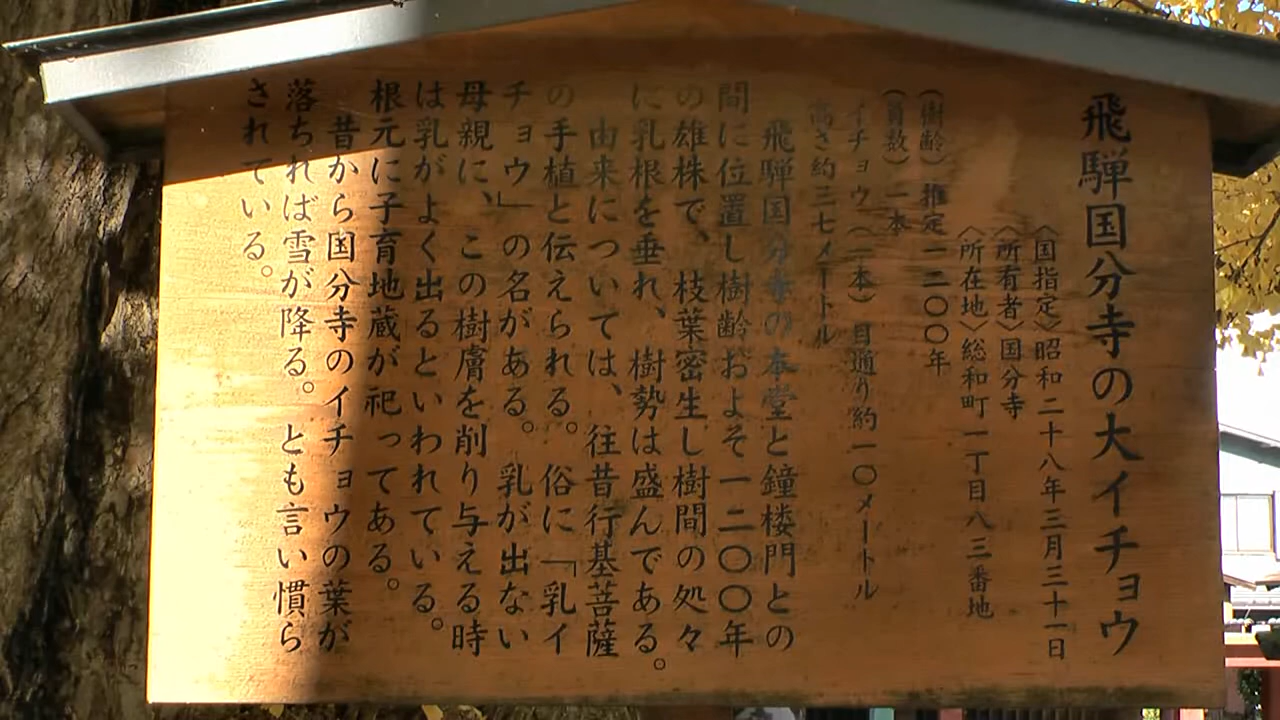 飛騨国分寺の大イチョウ
〈国指定〉昭和二十八年三月三十一日
〈所有者〉国分寺
〈所在地〉総和町一丁目八三番地
(樹齢)推定一二〇〇年
(員数)一本
イチョウ(一本)目通り約一〇メートル
高さ約三七メートル
飛騨国分寺の本堂と鐘楼門との
間に位置し樹齢およそ一二〇〇年
の雄株で、枝葉密生し樹間の処々
に乳根を垂れ、樹勢は盛んである。
由来については、往昔行基菩薩
の手植と伝えられる。俗に「乳イ
チョウ」の名がある。乳が出ない
母親に、この樹膚を削り与える時
は乳がよく出るといわれている。
根元に子育地蔵が祀ってある。
昔から国分寺のイチョウの葉が
落ちれば雪が降る。とも言い慣ら
されている。